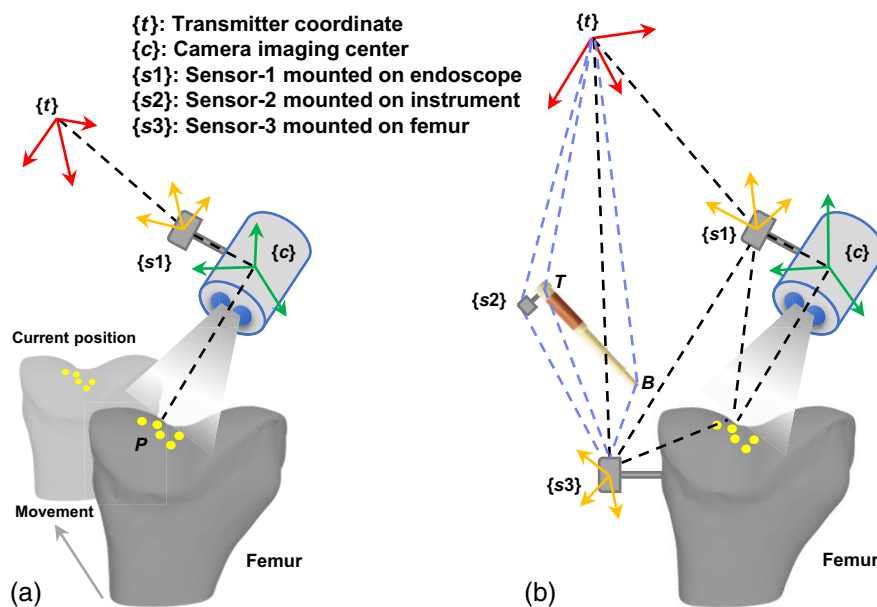 {t}: Transmitter coordinate
{c}: Camera imaging center
{s1}: Sensor-1 mounted on endoscope
{s2}: Sensor-2 mounted on instrument
{s3}: Sensor-3 mounted on femur
{t}
{s1}
{c}
Current position
P
Movement
Femur
(a)
{t}
{s1}
{c}
{s2}
T
B
{s3}
Femur
(b)